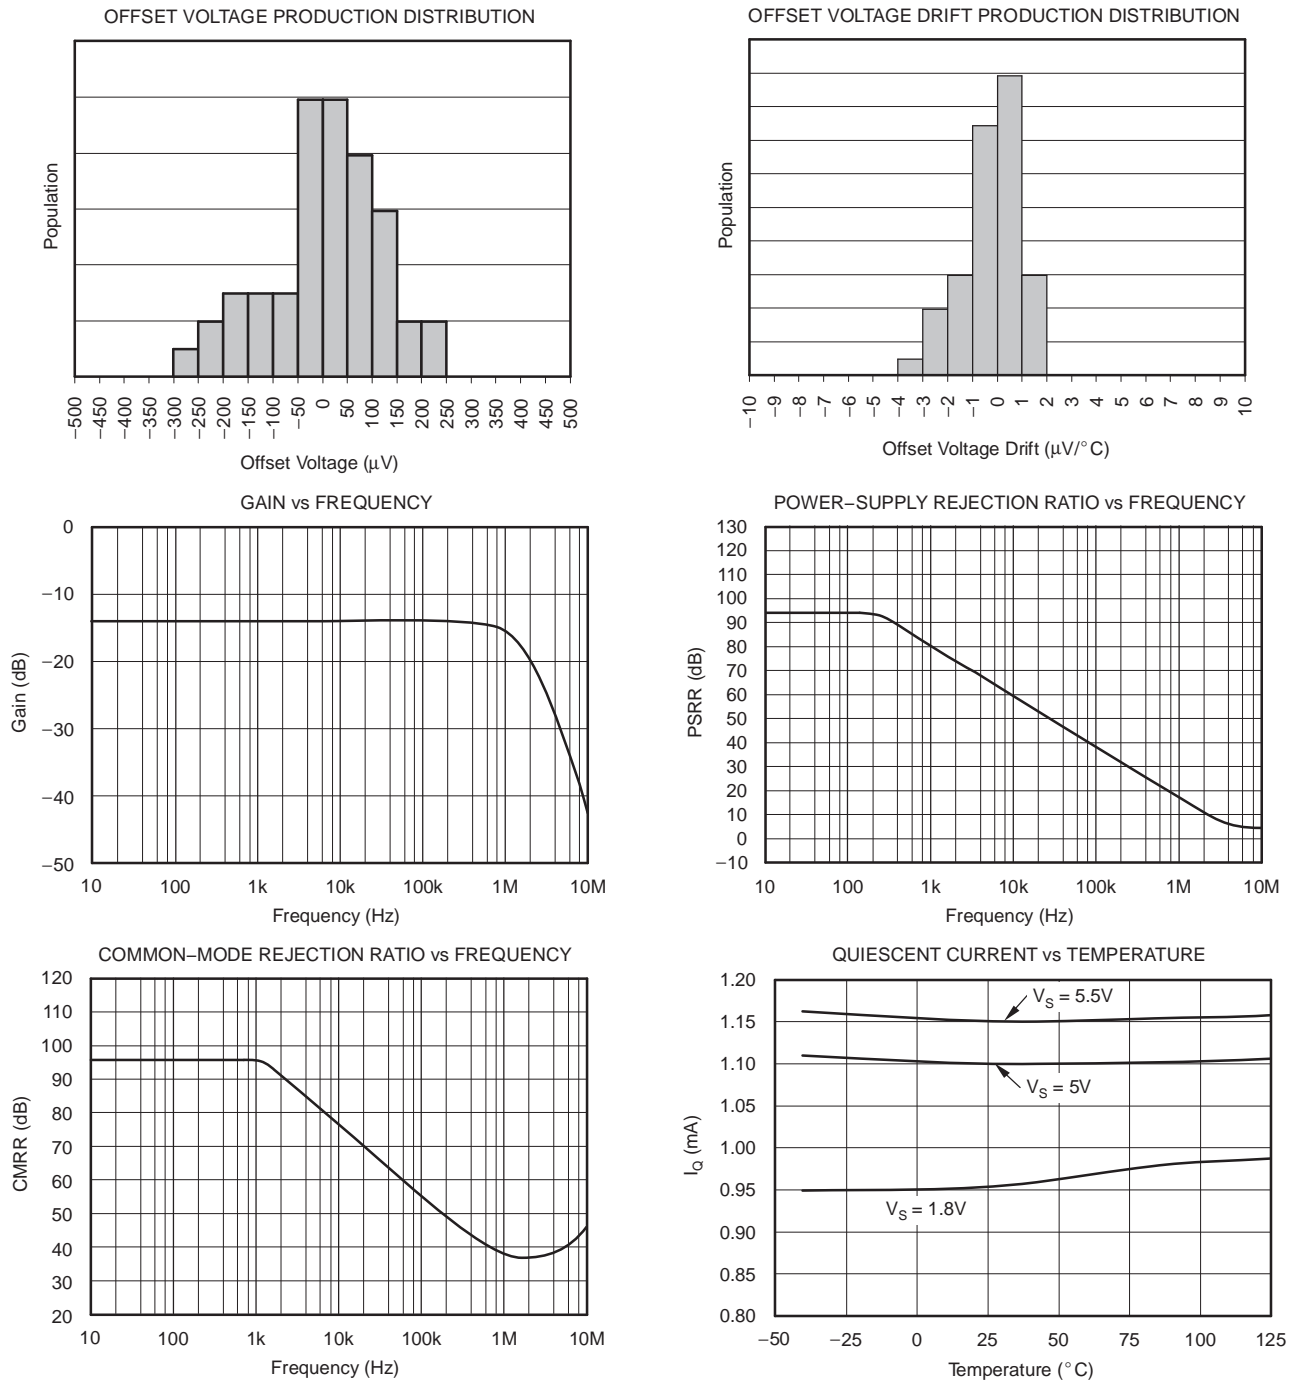 OFFSET VOLTAGE PRODUCTION DISTRIBUTION
Population
−500 −450 −400 −350 −300 −250 −200 −150 −100 −50 0 50 100 150 200 250 300 350 400 450 500
Offset Voltage (μV)
OFFSET VOLTAGE DRIFT PRODUCTION DISTRIBUTION
Population
−10 −9 −8 −7 −6 −5 −4 −3 −2 −1 0 1 2 3 4 5 6 7 8 9 10
Offset Voltage Drift (μV/°C)
GAIN vs FREQUENCY
0
−10
−20
−30
−40
−50
Gain (dB)
10 100 1k 10k 100k 1M 10M
Frequency (Hz)
POWER−SUPPLY REJECTION RATIO vs FREQUENCY
130
120
110
100
90
80
70
60
50
40
30
20
10
0
−10
PSRR (dB)
10 100 1k 10k 100k 1M 10M
Frequency (Hz)
COMMON−MODE REJECTION RATIO vs FREQUENCY
120
110
100
90
80
70
60
50
40
30
20
CMRR (dB)
10 100 1k 10k 100k 1M 10M
Frequency (Hz)
QUIESCENT CURRENT vs TEMPERATURE
1.20
1.15
1.10
1.05
1.00
0.95
0.90
0.85
0.80
IQ (mA)
VS = 5.5V
VS = 5V
VS = 1.8V
−50 −25 0 25 50 75 100 125
Temperature (°C)